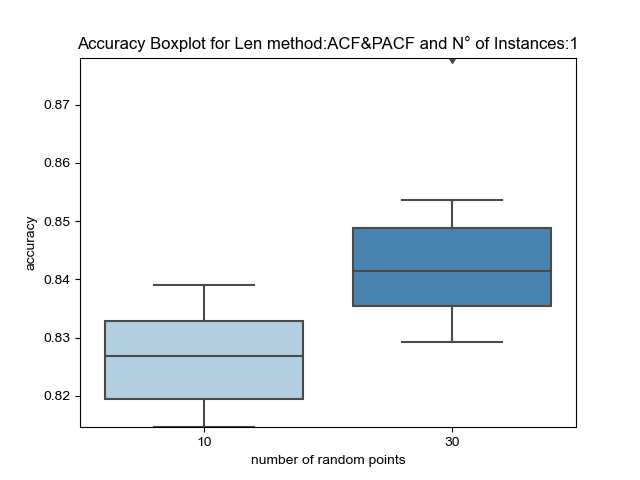 Accuracy Boxplot for Len method:ACF&PACF and N° of Instances:1
0.87
0.86
0.85
0.84
0.83
0.82
accuracy
10 30
number of random points